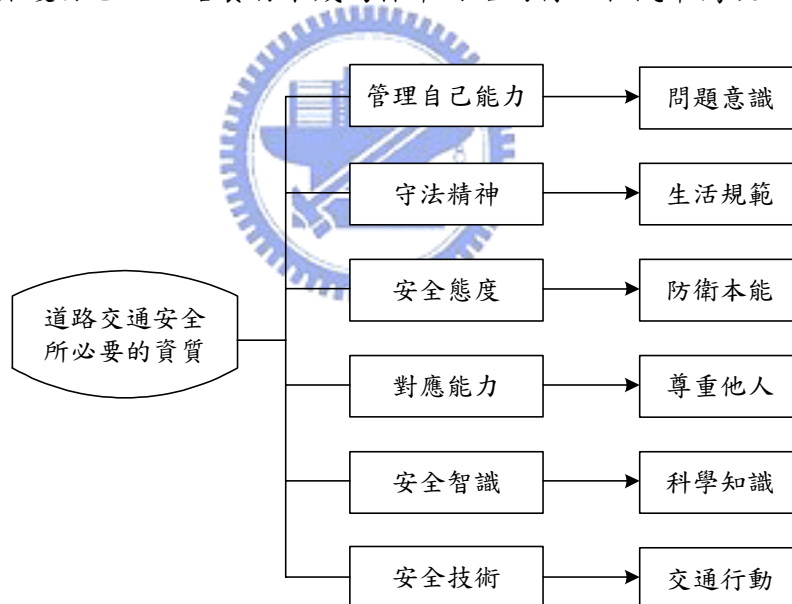 管理自己能力
問題意識
守法精神
生活規範
安全態度
防衛本能
道路交通安全
所必要的資質
對應能力
尊重他人
安全智識
科學知識
安全技術
交通行動